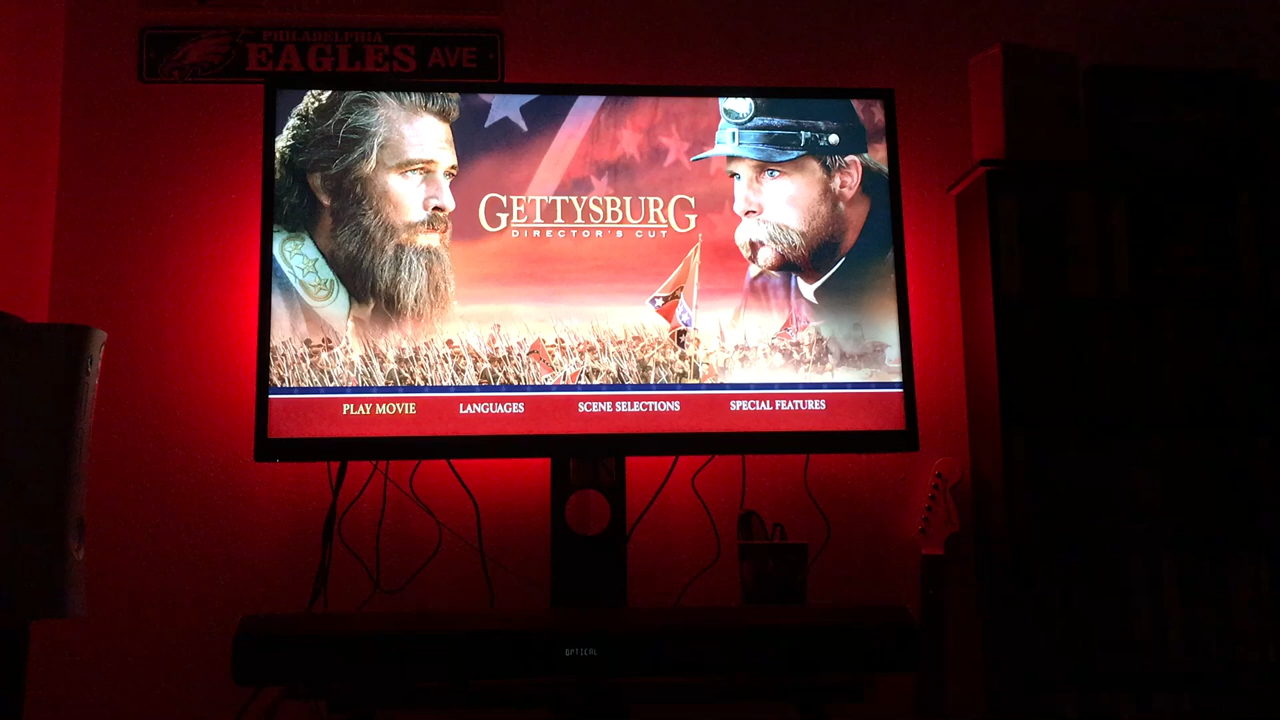 PHILADELPHIA
EAGLES AVE
GETTYSBURG
DIRECTOR'S CUT
PLAY MOVIE LANGUAGES SCENE SELECTIONS SPECIAL FEATURES
OPTICAL